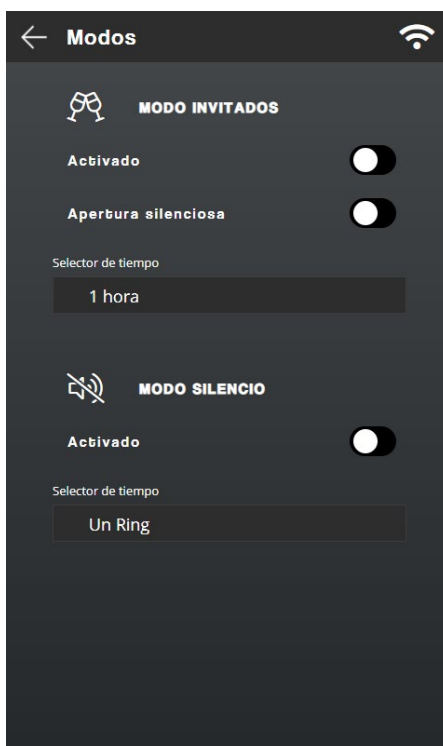 Modos
MODO INVITADOS
Activado
Apertura silenciosa
Selector de tiempo
1 hora
MODO SILENCIO
Activado
Selector de tiempo
Un Ring